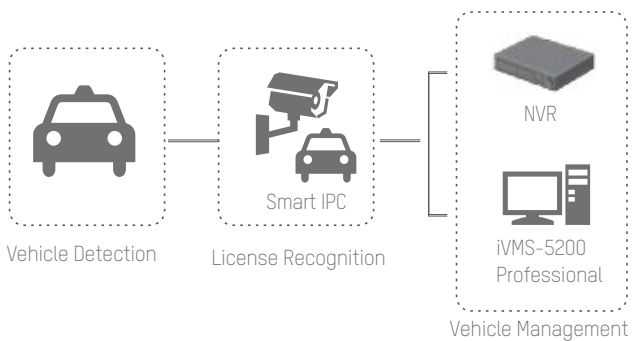 NVR
Smart IPC
iVMS-5200
Professional
Vehicle Detection
License Recognition
Vehicle Management